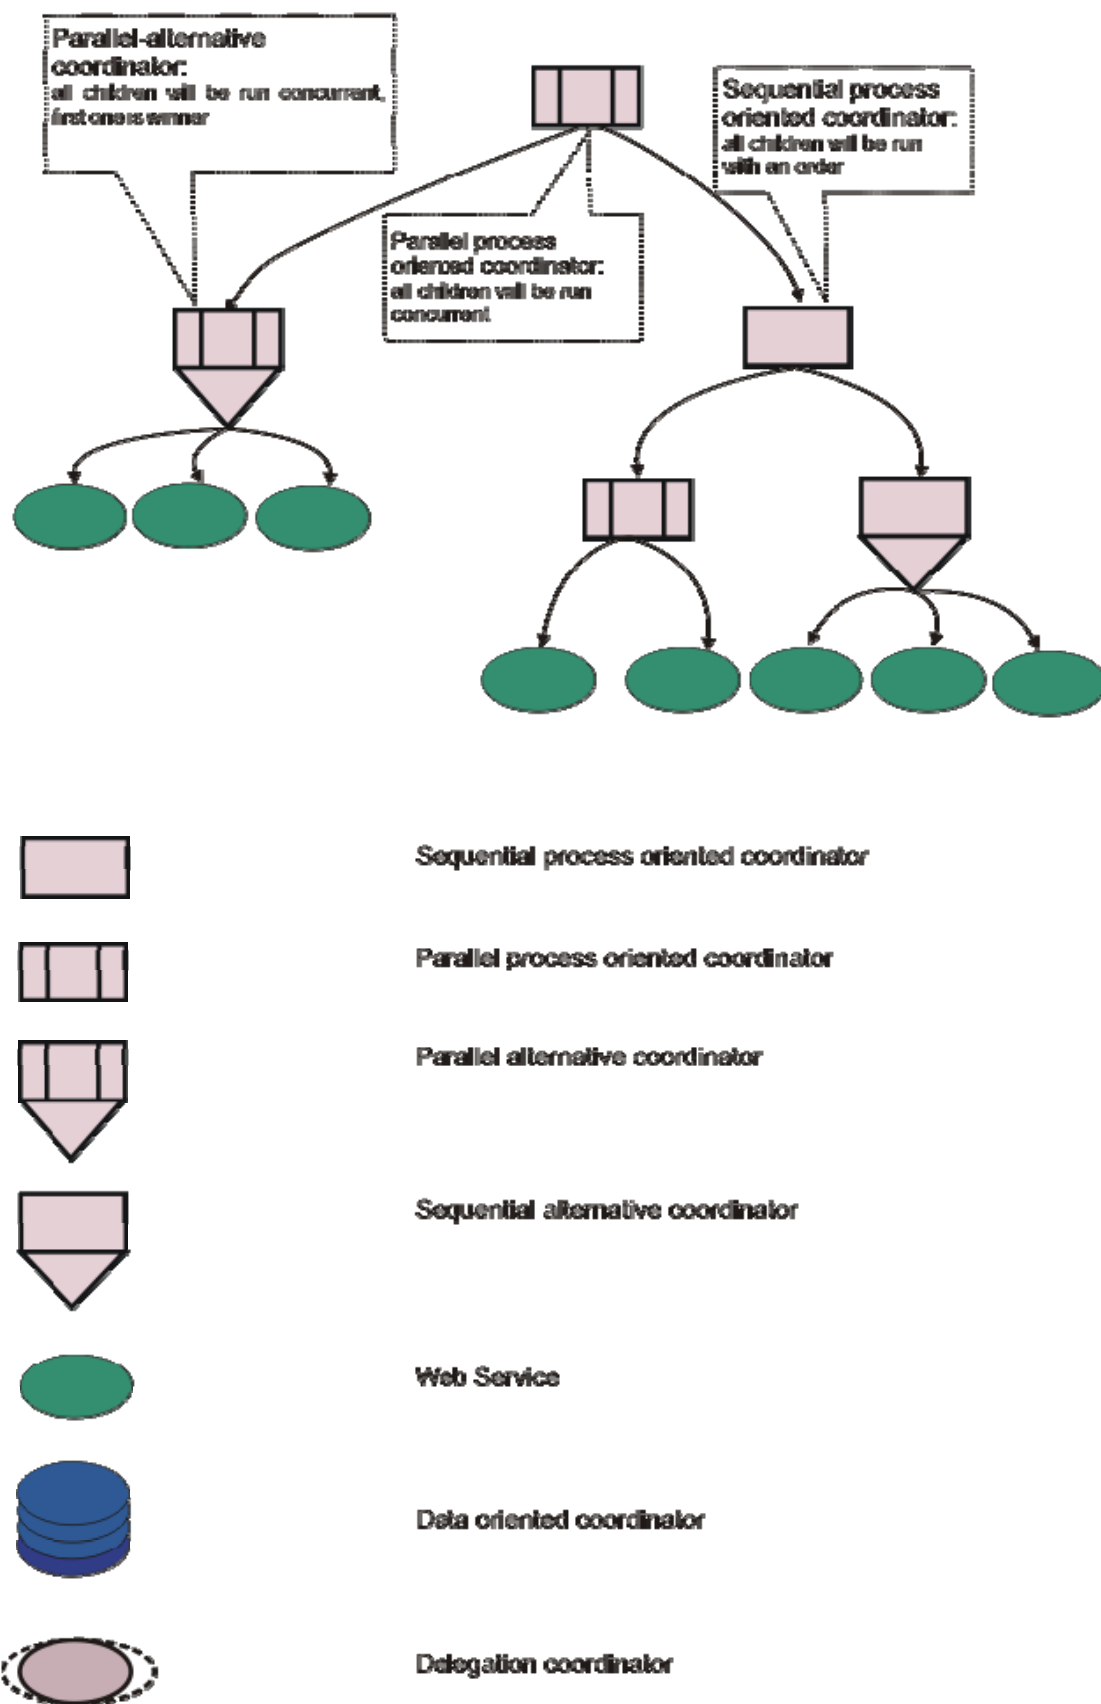 Parallel-alternative
coordinator:
all children will be run concurrent,
first one is winner
Sequential process
oriented coordinator:
all children will be run
with an order
Parallel process
oriented coordinator:
all children will be run
concurrent
Sequential process oriented coordinator
Parallel process oriented coordinator
Parallel alternative coordinator
Sequential alternative coordinator
Web Service
Data oriented coordinator
Delegation coordinator